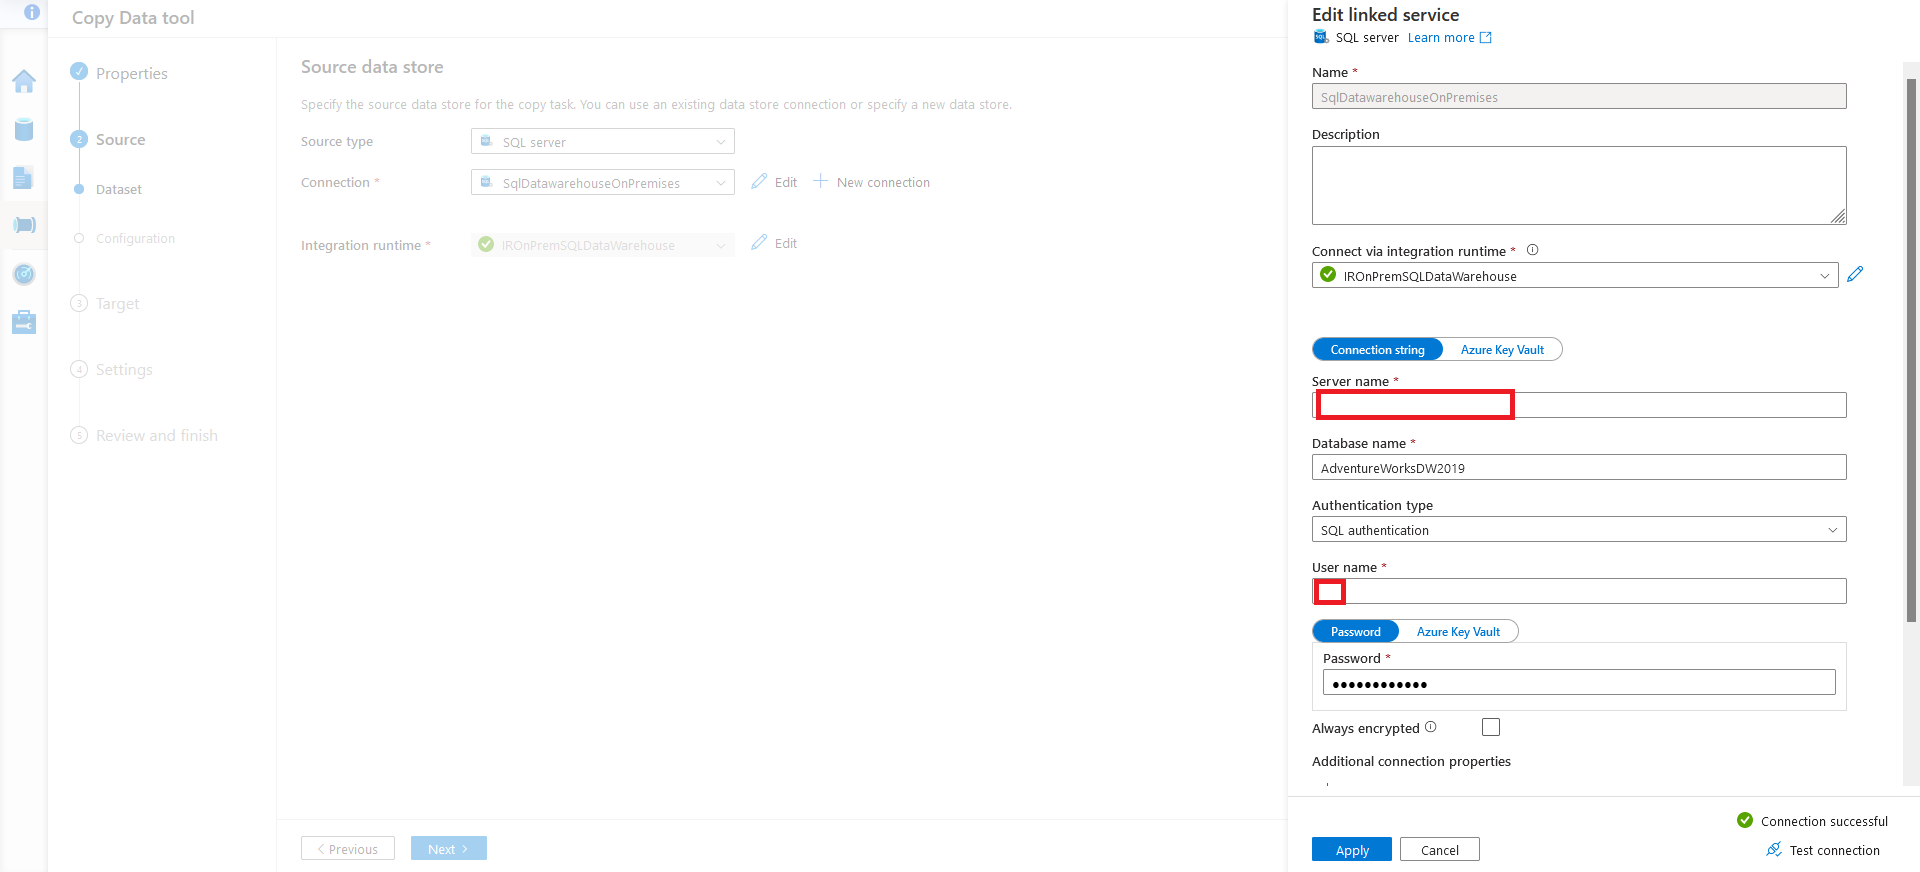 Copy Data tool
Properties
2 Source
Dataset
Configuration
3 Target
4 Settings
5 Review and finish
Source data store
Specify the source data store for the copy task. You can use an existing data store connection or specify a new data store.
Source type
SQL server
Connection *
SqlDatawarehouseOnPremises
Edit
New connection
Integration runtime *
IROnPremSQLDataWarehouse
Edit
Previous
Next
Edit linked service
SQL server Learn more
Name *
SqlDatawarehouseOnPremises
Description
Connect via integration runtime *
IROnPremSQLDataWarehouse
Connection string
Azure Key Vault
Server name *
Database name *
AdventureWorksDW2019
Authentication type
SQL authentication
User name *
Password
Azure Key Vault
Password *
••••••••••••
Always encrypted
Additional connection properties
Connection successful
Apply
Cancel
Test connection